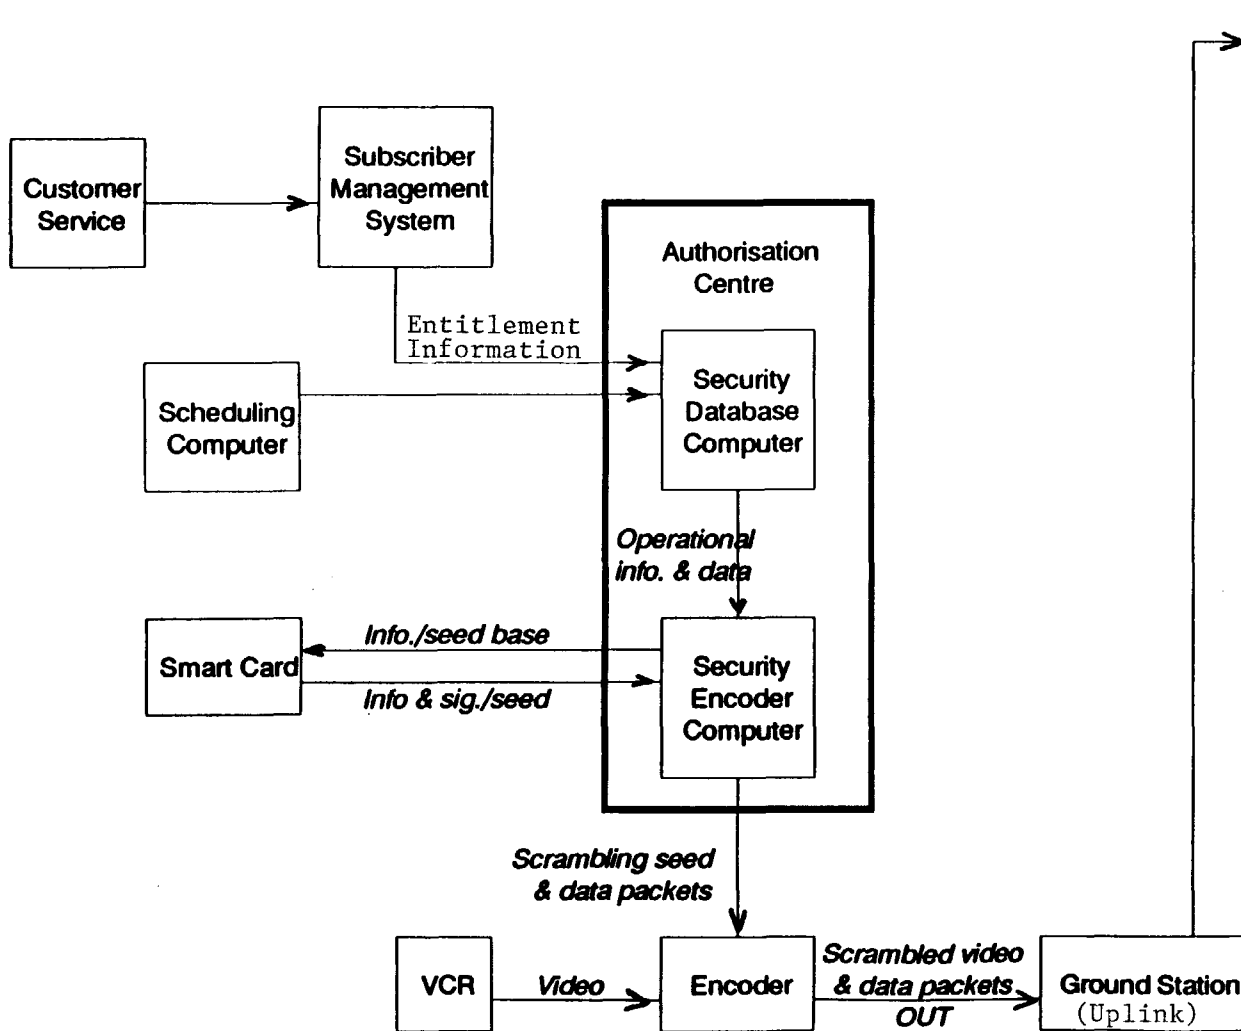 Customer
Service
Subscriber
Management
System
Authorisation
Centre
Entitlement
Information
Scheduling
Computer
Security
Database
Computer
Operational
info. & data
Smart Card
Info./seed base
Info & sig./seed
Security
Encoder
Computer
Scrambling seed
& data packets
VCR
Video
Encoder
Scrambled video
& data packets
OUT
Ground Station
(Uplink)